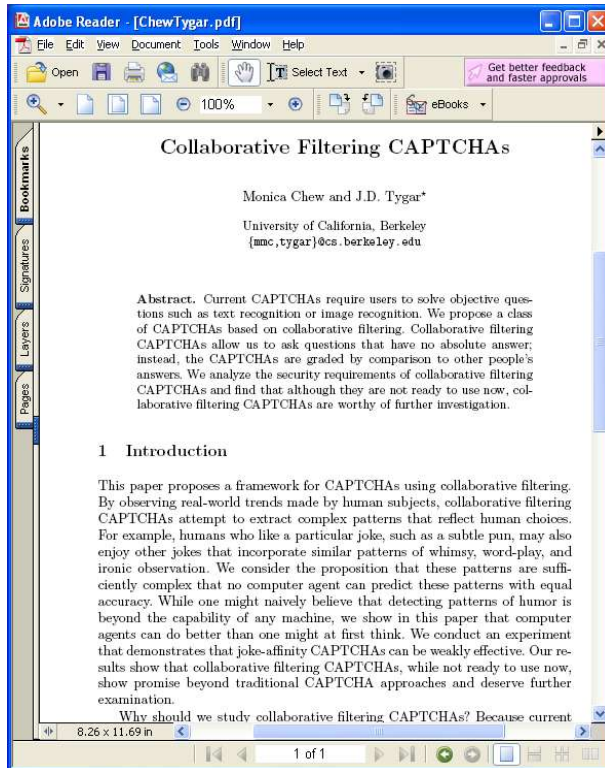 Adobe Reader - [ChewTygar.pdf]
File Edit View Document Tools Window Help
Open Select Text
Get better feedback
and faster approvals
100% eBooks
Bookmarks
Signatures
Layers
Pages
Collaborative Filtering CAPTCHAs
Monica Chew and J.D. Tygar*
University of California, Berkeley
{mmc,tygar}@cs.berkeley.edu
Abstract. Current CAPTCHAs require users to solve objective ques-
tions such as text recognition or image recognition. We propose a class
of CAPTCHAs based on collaborative filtering. Collaborative filtering
CAPTCHAs allow us to ask questions that have no absolute answer;
instead, the CAPTCHAs are graded by comparison to other people's
answers. We analyze the security requirements of collaborative filtering
CAPTCHAs and find that although they are not ready to use now, col-
laborative filtering CAPTCHAs are worthy of further investigation.
1 Introduction
This paper proposes a framework for CAPTCHAs using collaborative filtering.
By observing real-world trends made by human subjects, collaborative filtering
CAPTCHAs attempt to extract complex patterns that reflect human choices.
For example, humans who like a particular joke, such as a subtle pun, may also
enjoy other jokes that incorporate similar patterns of whimsy, word-play, and
ironic observation. We consider the proposition that these patterns are suffi-
ciently complex that no computer agent can predict these patterns with equal
accuracy. While one might naively believe that detecting patterns of humor is
beyond the capability of any machine, we show in this paper that computer
agents can do better than one might at first think. We conduct an experiment
that demonstrates that joke-affinity CAPTCHAs can be weakly effective. Our re-
sults show that collaborative filtering CAPTCHAs, while not ready to use now,
show promise beyond traditional CAPTCHA approaches and deserve further
examination.
Why should we study collaborative filtering CAPTCHAs? Because current
8.26 x 11.69 in
1 of 1